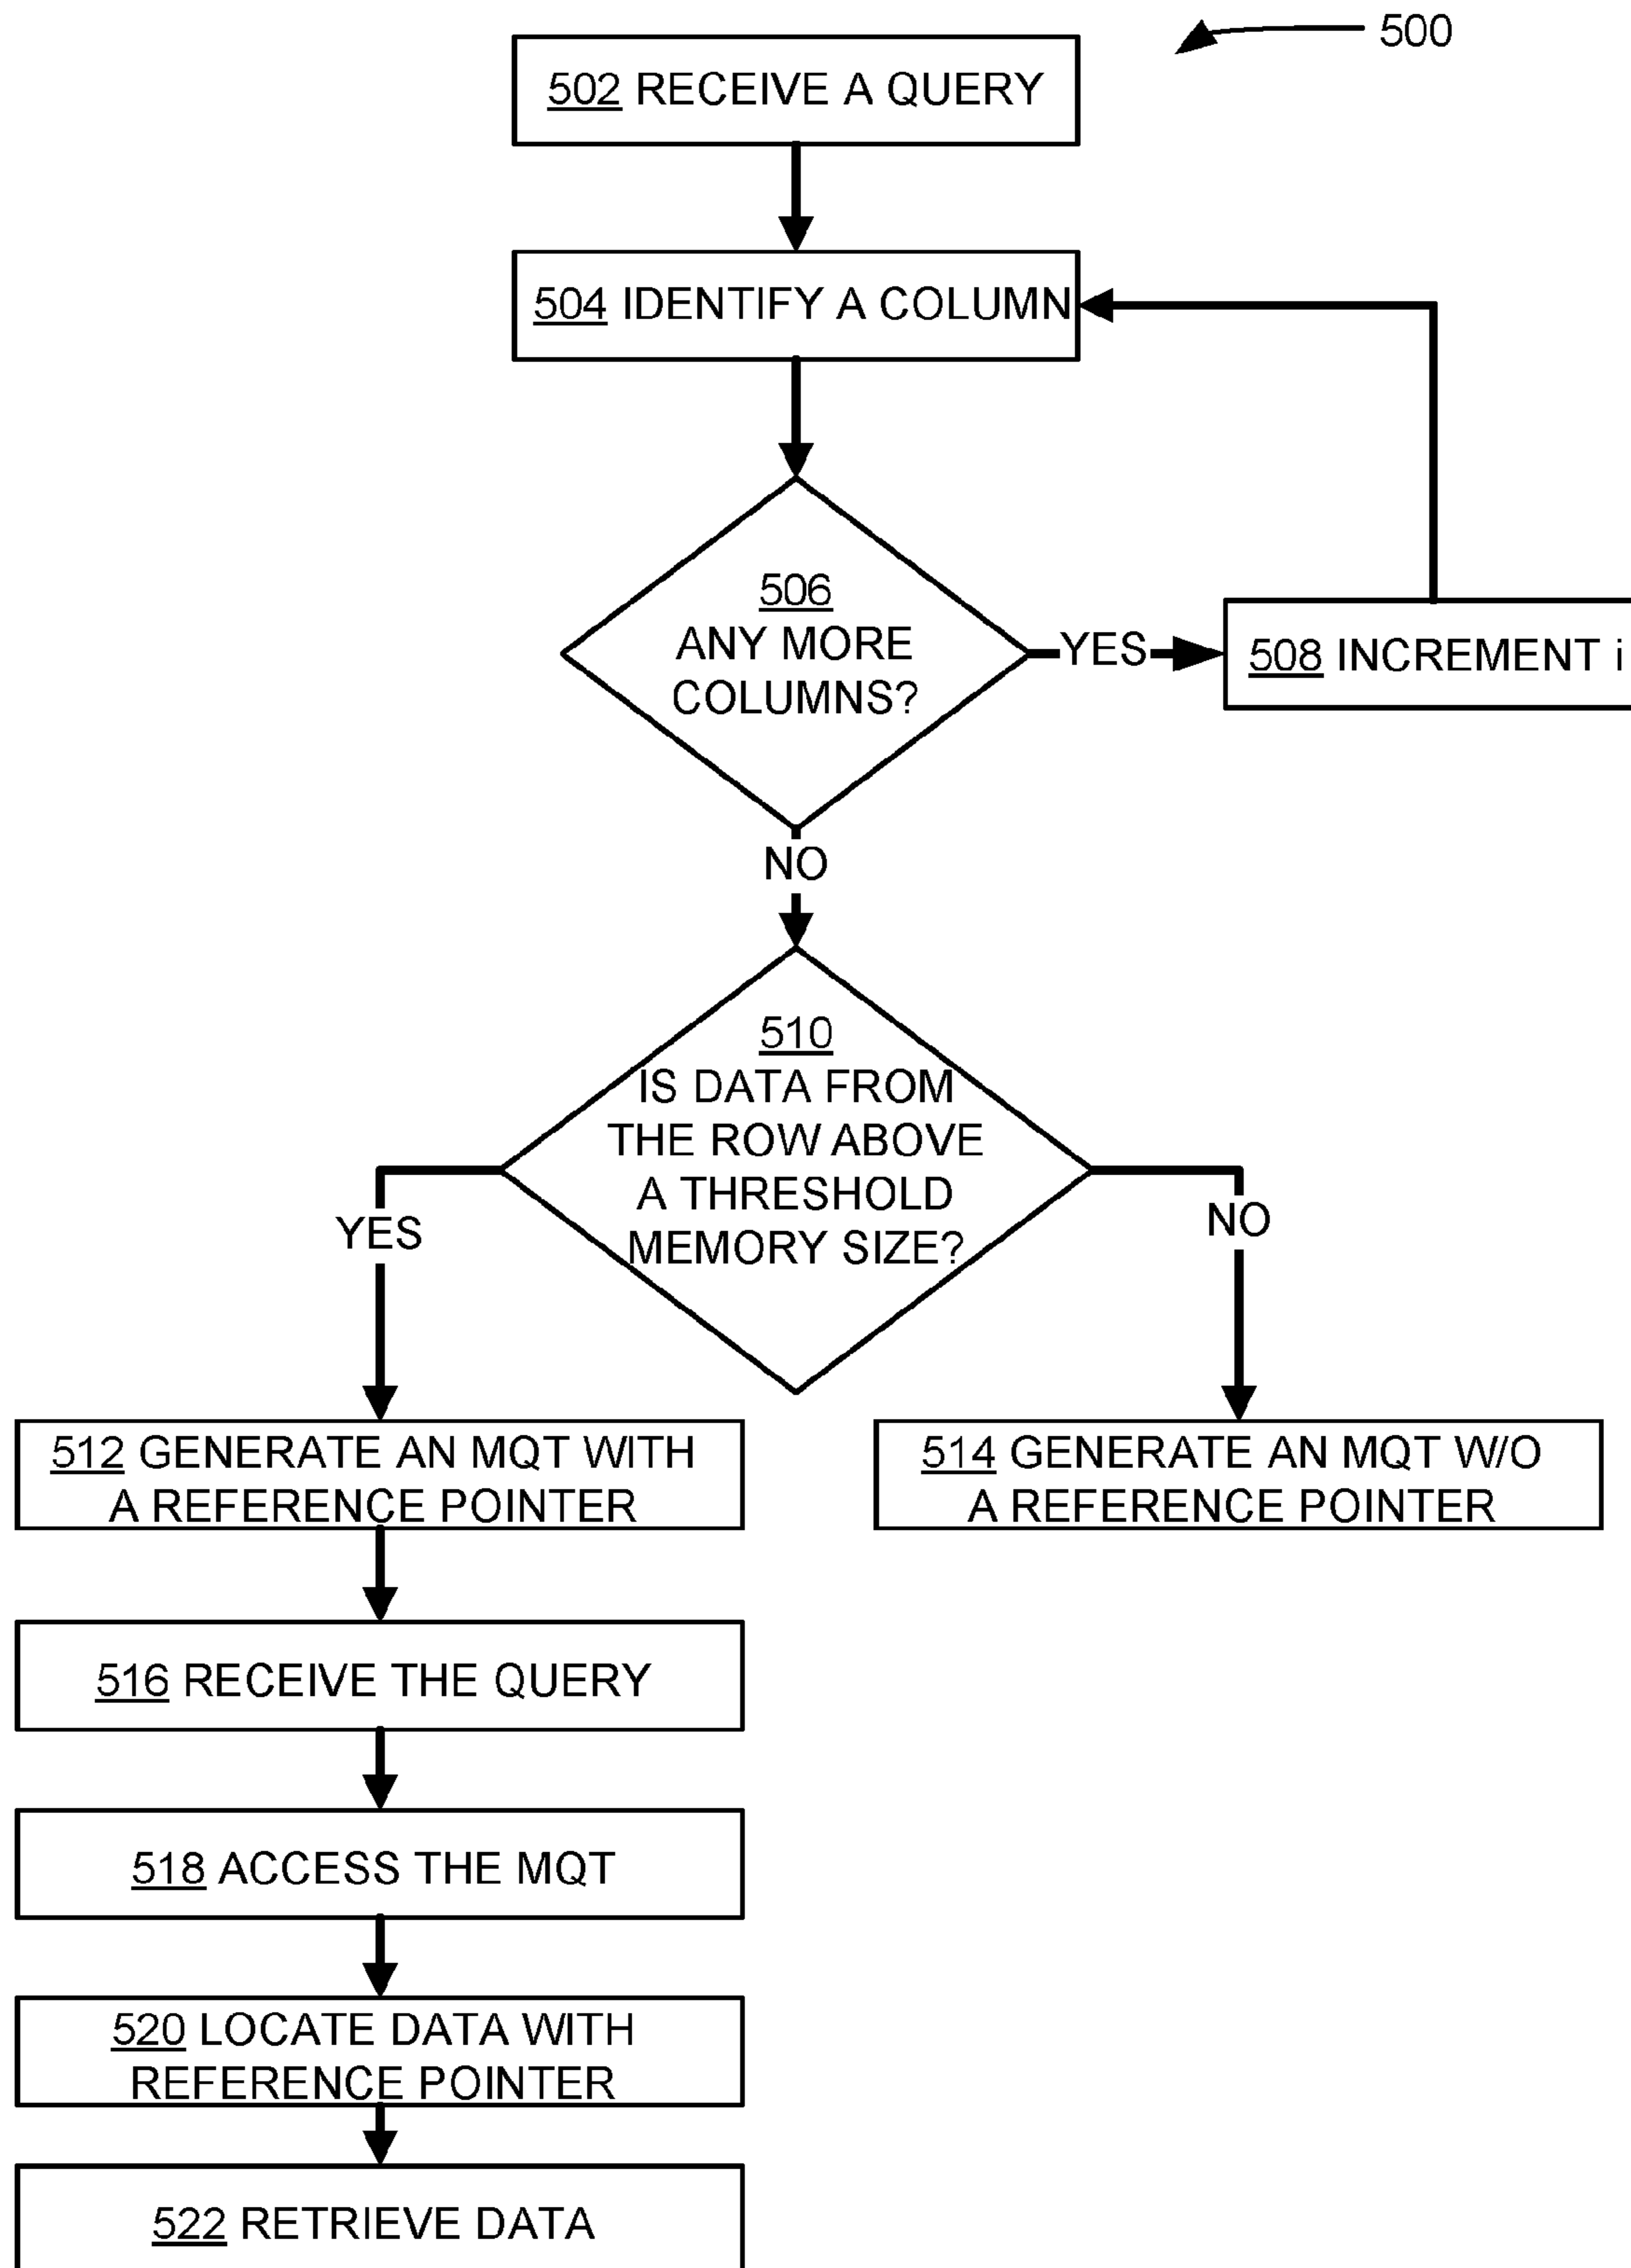 500
502 RECEIVE A QUERY
504 IDENTIFY A COLUMN
506
ANY MORE
COLUMNS?
YES
508 INCREMENT i
NO
510
IS DATA FROM
THE ROW ABOVE
A THRESHOLD
MEMORY SIZE?
YES
NO
512 GENERATE AN MQT WITH
A REFERENCE POINTER
514 GENERATE AN MQT W/O
A REFERENCE POINTER
516 RECEIVE THE QUERY
518 ACCESS THE MQT
520 LOCATE DATA WITH
REFERENCE POINTER
522 RETRIEVE DATA